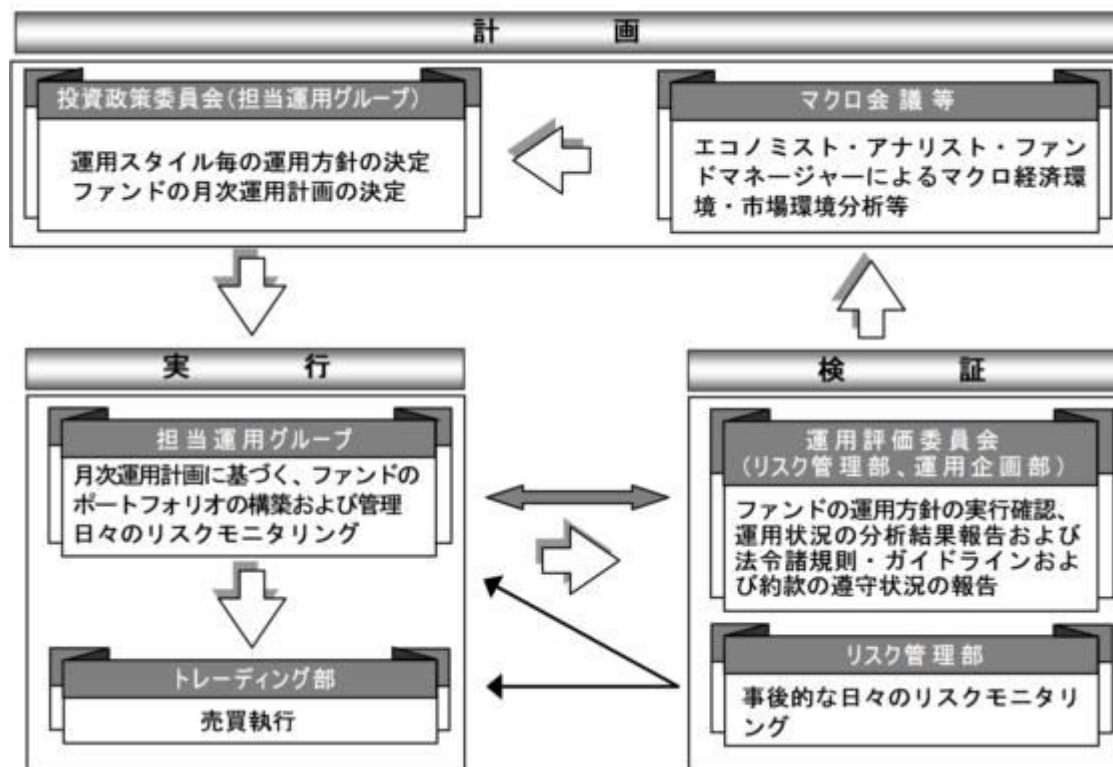 計画
投資政策委員会(担当運用グループ)
運用スタイル毎の運用方針の決定
ファンドの月次運用計画の決定
マクロ会議等
エコノミスト・アナリスト・ファン
ドマネージャーによるマクロ経済環
境・市場環境分析等
実行
担当運用グループ
月次運用計画に基づく、ファンドの
ポートフォリオの構築および管理
日々のリスクモニタリング
トレーディング部
売買執行
検証
運用評価委員会
(リスク管理部、運用企画部)
ファンドの運用方針の実行確認、
運用状況の分析結果報告および
法令諸規則・ガイドラインおよ
び約款の遵守状況の報告
リスク管理部
事後的な日々のリスクモニタリ
ング